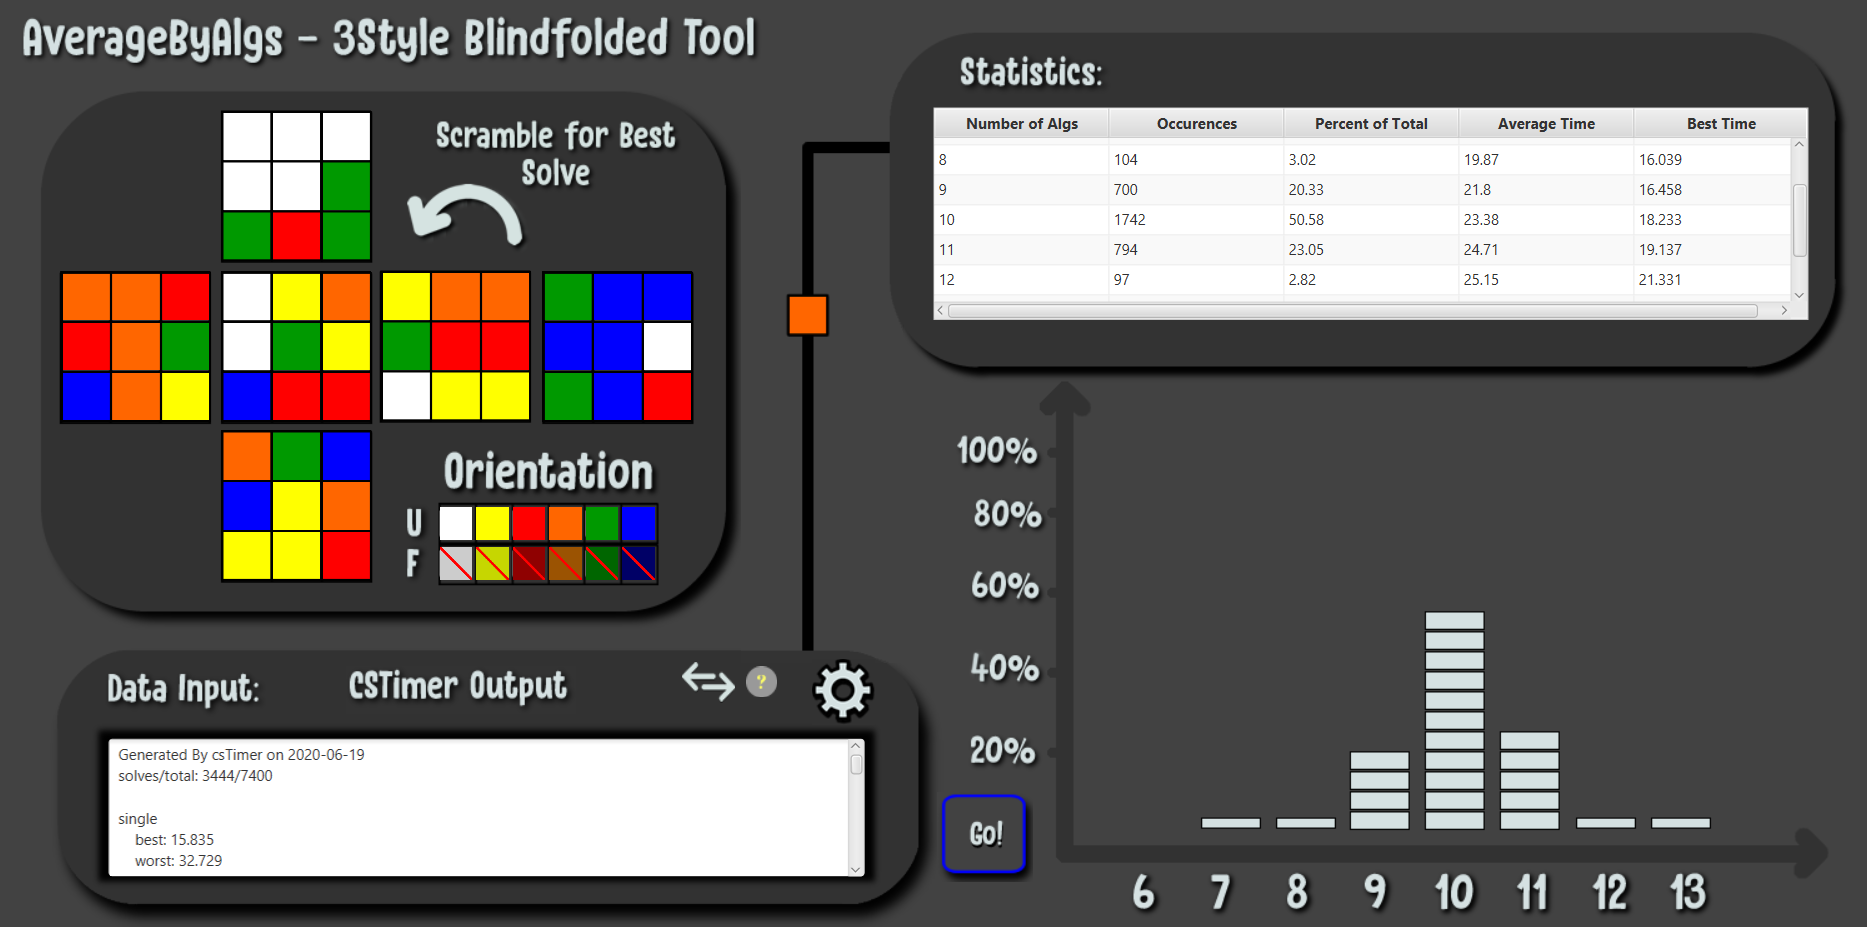 AverageByAlgs - 3Style Blindfolded Tool
Scramble for Best
Solve
Orientation
U
F
Statistics:
Number of Algs Occurences Percent of Total Average Time Best Time
8 104 3.02 19.87 16.039
9 700 20.33 21.8 16.458
10 1742 50.58 23.38 18.233
11 794 23.05 24.71 19.137
12 97 2.82 25.15 21.331
Data Input: CSTimer Output ?
Generated By csTimer on 2020-06-19
solves/total: 3444/7400
single
best: 15.835
worst: 32.729
Go!
100%
80%
60%
40%
20%
6 7 8 9 10 11 12 13